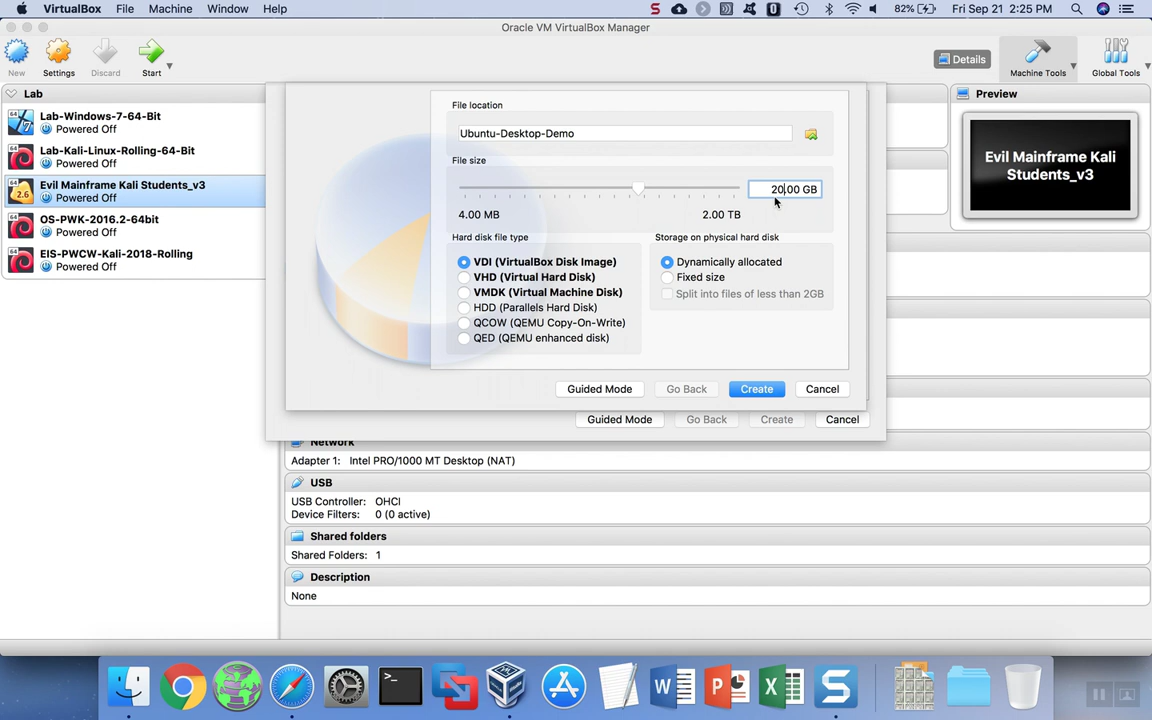 VirtualBox File Machine Window Help 82% Fri Sep 21 2:25 PM
Oracle VM VirtualBox Manager
New Settings Discard Start Details Machine Tools Global Tools
Lab
Lab-Windows-7-64-Bit
Powered Off
Lab-Kali-Linux-Rolling-64-Bit
Powered Off
Evil Mainframe Kali Students_v3
Powered Off
OS-PWK-2016.2-64bit
Powered Off
EIS-PWCW-Kali-2018-Rolling
Powered Off
File location
Ubuntu-Desktop-Demo
File size
20.00 GB
4.00 MB 2.00 TB
Hard disk file type
VDI (VirtualBox Disk Image)
VHD (Virtual Hard Disk)
VMDK (Virtual Machine Disk)
HDD (Parallels Hard Disk)
QCOW (QEMU Copy-On-Write)
QED (QEMU enhanced disk)
Storage on physical hard disk
Dynamically allocated
Fixed size
Split into files of less than 2GB
Guided Mode Go Back Create Cancel
Guided Mode Go Back Create Cancel
Preview
Evil Mainframe Kali
Students_v3
Network
Adapter 1: Intel PRO/1000 MT Desktop (NAT)
USB
USB Controller: OHCI
Device Filters: 0 (0 active)
Shared folders
Shared Folders: 1
Description
None